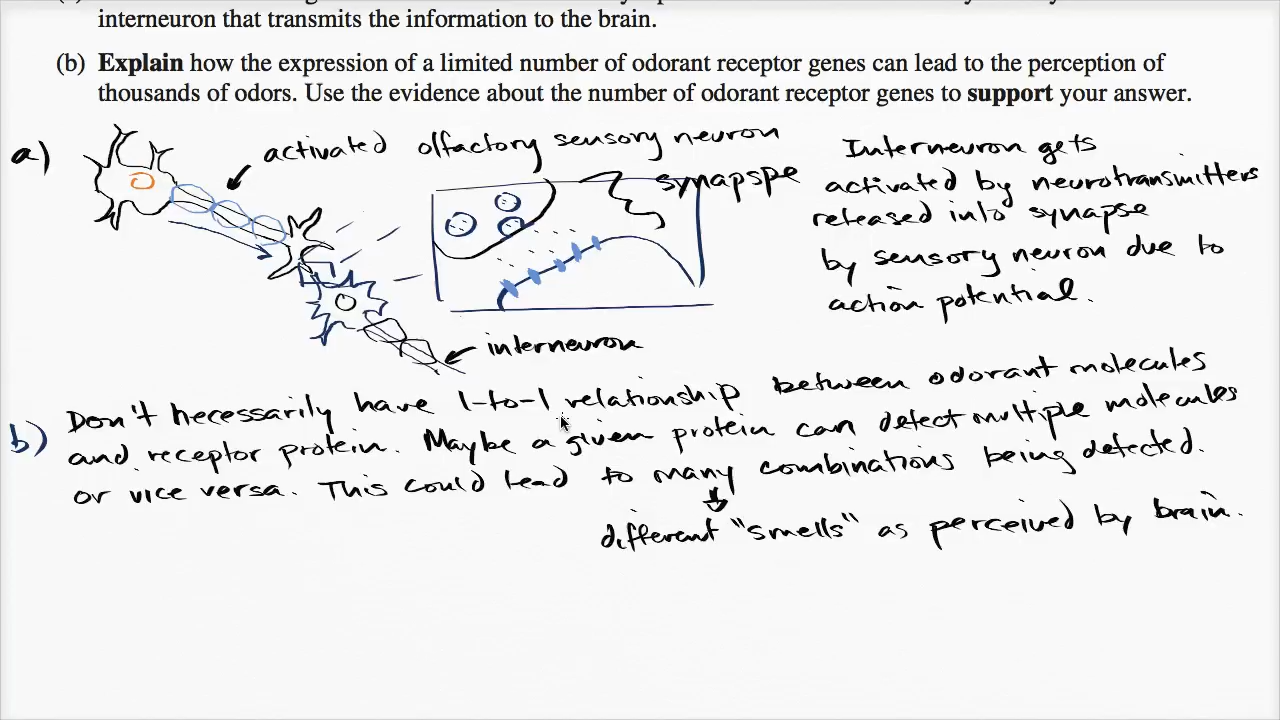 interneuron that transmits the information to the brain.
(b) Explain how the expression of a limited number of odorant receptor genes can lead to the perception of
thousands of odors. Use the evidence about the number of odorant receptor genes to support your answer.
a)
activated olfactory sensory neuron
synapspe
Interneuron gets
activated by neurotransmitters
released into synapse
by sensory neuron due to
action potential.
interneuron
b)
Don't necessarily have 1-to-1 relationship between odorant molecules
and receptor protein. Maybe a given protein can detect multiple molecules
or vice versa. This could lead to many combinations being detected.
different "smells" as perceived by brain.